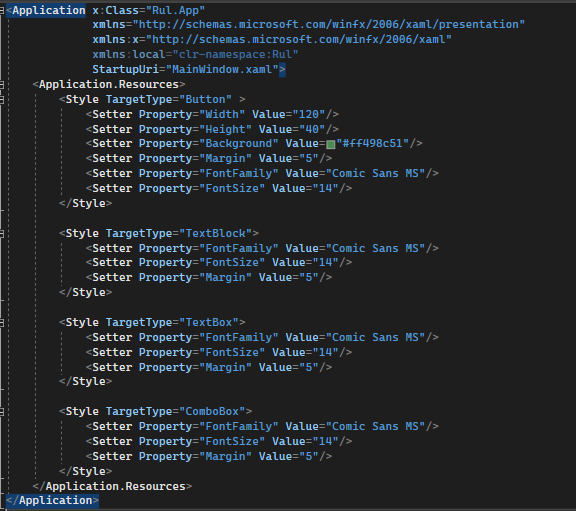 <Application x:Class="Rul.App"
xmlns="http://schemas.microsoft.com/winfx/2006/xaml/presentation"
xmlns:x="http://schemas.microsoft.com/winfx/2006/xaml"
xmlns:local="clr-namespace:Rul"
StartupUri="MainWindow.xaml">
<Application.Resources>
<Style TargetType="Button" >
<Setter Property="Width" Value="120"/>
<Setter Property="Height" Value="40"/>
<Setter Property="Background" Value="#ff498c51"/>
<Setter Property="Margin" Value="5"/>
<Setter Property="FontFamily" Value="Comic Sans MS"/>
<Setter Property="FontSize" Value="14"/>
</Style>
<Style TargetType="TextBlock">
<Setter Property="FontFamily" Value="Comic Sans MS"/>
<Setter Property="FontSize" Value="14"/>
<Setter Property="Margin" Value="5"/>
</Style>
<Style TargetType="TextBox">
<Setter Property="FontFamily" Value="Comic Sans MS"/>
<Setter Property="FontSize" Value="14"/>
<Setter Property="Margin" Value="5"/>
</Style>
<Style TargetType="ComboBox">
<Setter Property="FontFamily" Value="Comic Sans MS"/>
<Setter Property="FontSize" Value="14"/>
<Setter Property="Margin" Value="5"/>
</Style>
</Application.Resources>
</Application>